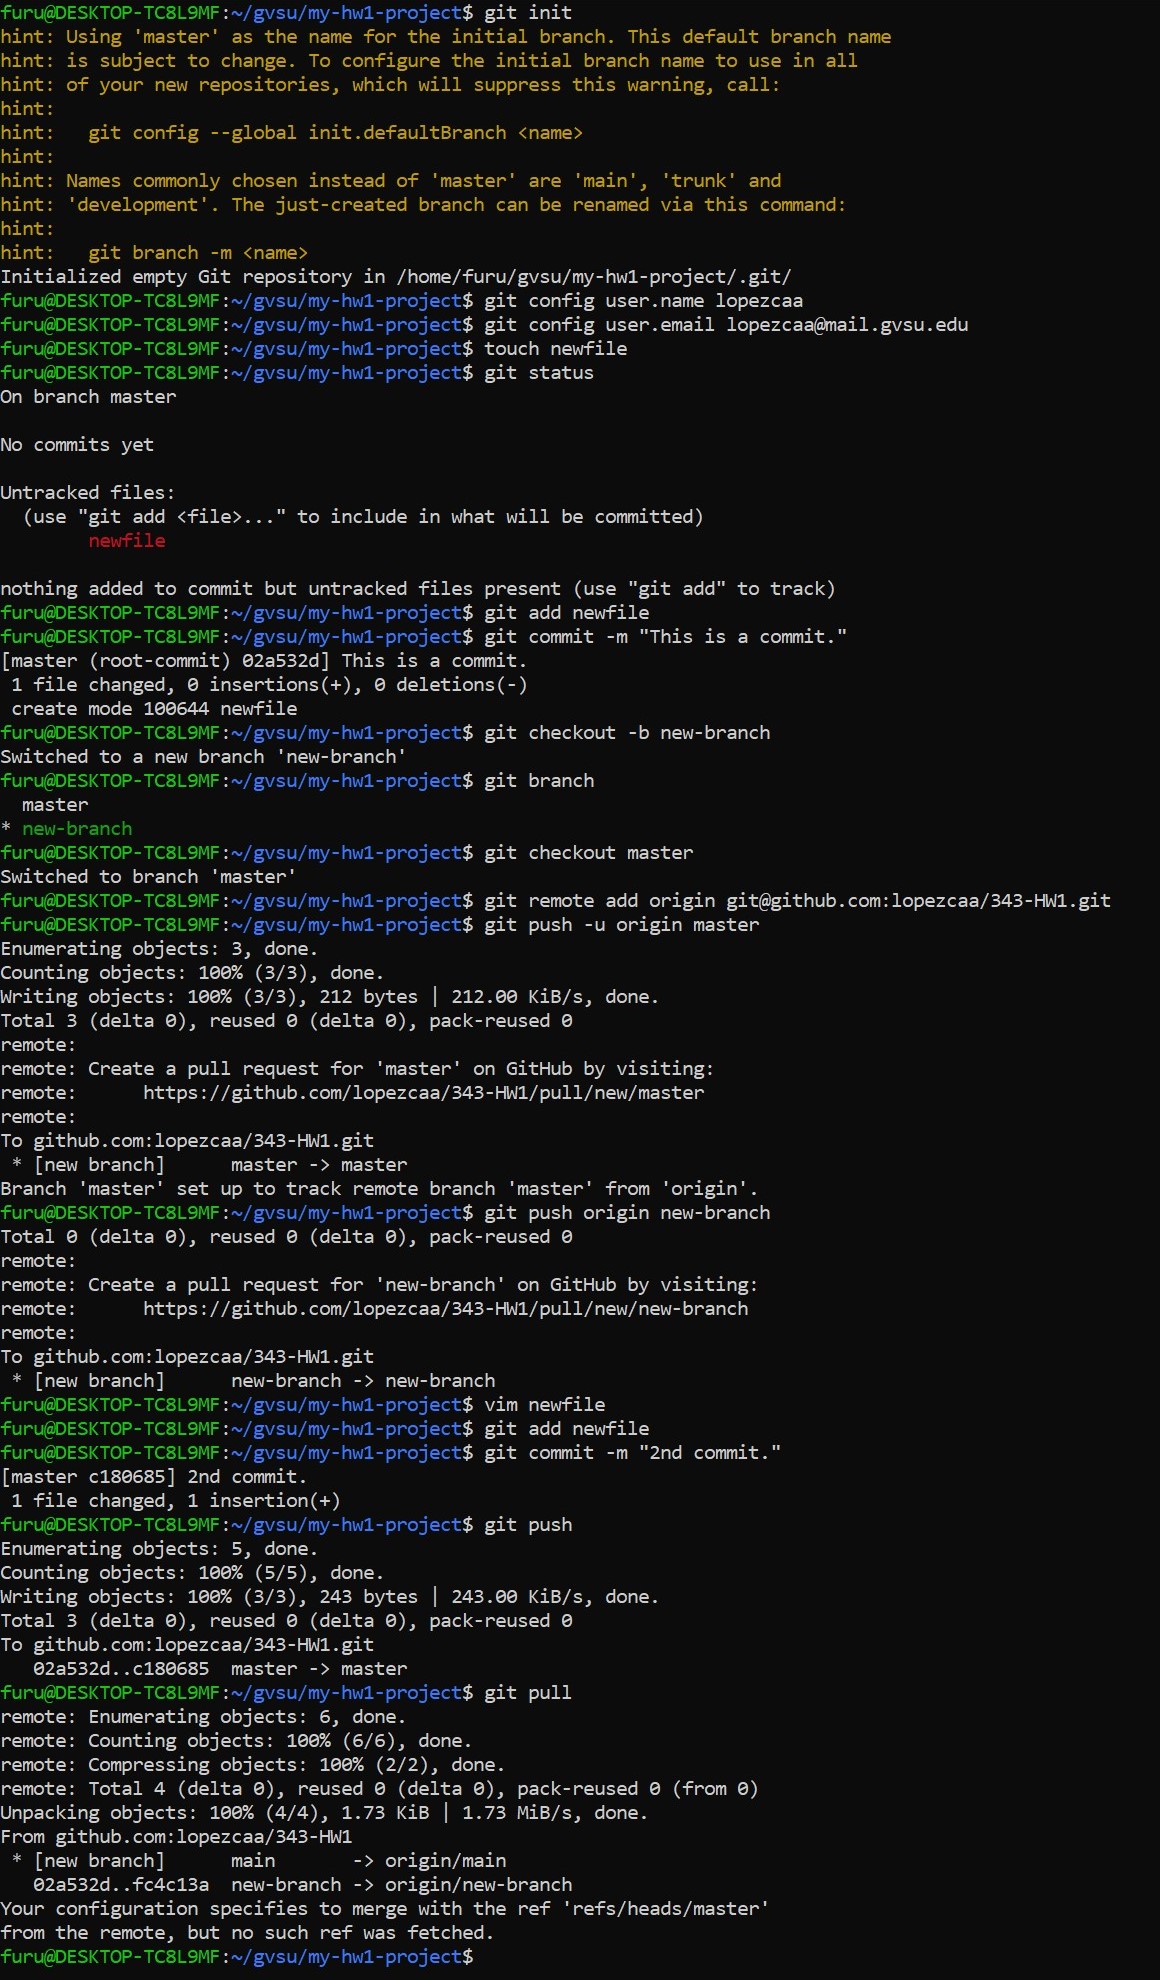 furu@DESKTOP-TC8L9MF:~/gvsu/my-hw1-project$ git init
hint: Using 'master' as the name for the initial branch. This default branch name
hint: is subject to change. To configure the initial branch name to use in all
hint: of your new repositories, which will suppress this warning, call:
hint:
hint:   git config --global init.defaultBranch <name>
hint:
hint: Names commonly chosen instead of 'master' are 'main', 'trunk' and
hint: 'development'. The just-created branch can be renamed via this command:
hint:
hint:   git branch -m <name>
Initialized empty Git repository in /home/furu/gvsu/my-hw1-project/.git/
furu@DESKTOP-TC8L9MF:~/gvsu/my-hw1-project$ git config user.name lopezcaa
furu@DESKTOP-TC8L9MF:~/gvsu/my-hw1-project$ git config user.email lopezcaa@mail.gvsu.edu
furu@DESKTOP-TC8L9MF:~/gvsu/my-hw1-project$ touch newfile
furu@DESKTOP-TC8L9MF:~/gvsu/my-hw1-project$ git status
On branch master

No commits yet

Untracked files:
  (use "git add <file>..." to include in what will be committed)
        newfile

nothing added to commit but untracked files present (use "git add" to track)
furu@DESKTOP-TC8L9MF:~/gvsu/my-hw1-project$ git add newfile
furu@DESKTOP-TC8L9MF:~/gvsu/my-hw1-project$ git commit -m "This is a commit."
[master (root-commit) 02a532d] This is a commit.
 1 file changed, 0 insertions(+), 0 deletions(-)
 create mode 100644 newfile
furu@DESKTOP-TC8L9MF:~/gvsu/my-hw1-project$ git checkout -b new-branch
Switched to a new branch 'new-branch'
furu@DESKTOP-TC8L9MF:~/gvsu/my-hw1-project$ git branch
  master
* new-branch
furu@DESKTOP-TC8L9MF:~/gvsu/my-hw1-project$ git checkout master
Switched to branch 'master'
furu@DESKTOP-TC8L9MF:~/gvsu/my-hw1-project$ git remote add origin git@github.com:lopezcaa/343-HW1.git
furu@DESKTOP-TC8L9MF:~/gvsu/my-hw1-project$ git push -u origin master
Enumerating objects: 3, done.
Counting objects: 100% (3/3), done.
Writing objects: 100% (3/3), 212 bytes | 212.00 KiB/s, done.
Total 3 (delta 0), reused 0 (delta 0), pack-reused 0
remote:
remote: Create a pull request for 'master' on GitHub by visiting:
remote:      https://github.com/lopezcaa/343-HW1/pull/new/master
remote:
To github.com:lopezcaa/343-HW1.git
 * [new branch]      master -> master
Branch 'master' set up to track remote branch 'master' from 'origin'.
furu@DESKTOP-TC8L9MF:~/gvsu/my-hw1-project$ git push origin new-branch
Total 0 (delta 0), reused 0 (delta 0), pack-reused 0
remote:
remote: Create a pull request for 'new-branch' on GitHub by visiting:
remote:      https://github.com/lopezcaa/343-HW1/pull/new/new-branch
remote:
To github.com:lopezcaa/343-HW1.git
 * [new branch]      new-branch -> new-branch
furu@DESKTOP-TC8L9MF:~/gvsu/my-hw1-project$ vim newfile
furu@DESKTOP-TC8L9MF:~/gvsu/my-hw1-project$ git add newfile
furu@DESKTOP-TC8L9MF:~/gvsu/my-hw1-project$ git commit -m "2nd commit."
[master c180685] 2nd commit.
 1 file changed, 1 insertion(+)
furu@DESKTOP-TC8L9MF:~/gvsu/my-hw1-project$ git push
Enumerating objects: 5, done.
Counting objects: 100% (5/5), done.
Writing objects: 100% (3/3), 243 bytes | 243.00 KiB/s, done.
Total 3 (delta 0), reused 0 (delta 0), pack-reused 0
To github.com:lopezcaa/343-HW1.git
   02a532d..c180685  master -> master
furu@DESKTOP-TC8L9MF:~/gvsu/my-hw1-project$ git pull
remote: Enumerating objects: 6, done.
remote: Counting objects: 100% (6/6), done.
remote: Compressing objects: 100% (2/2), done.
remote: Total 4 (delta 0), reused 0 (delta 0), pack-reused 0 (from 0)
Unpacking objects: 100% (4/4), 1.73 KiB | 1.73 MiB/s, done.
From github.com:lopezcaa/343-HW1
 * [new branch]      main       -> origin/main
   02a532d..fc4c13a  new-branch -> origin/new-branch
Your configuration specifies to merge with the ref 'refs/heads/master'
from the remote, but no such ref was fetched.
furu@DESKTOP-TC8L9MF:~/gvsu/my-hw1-project$